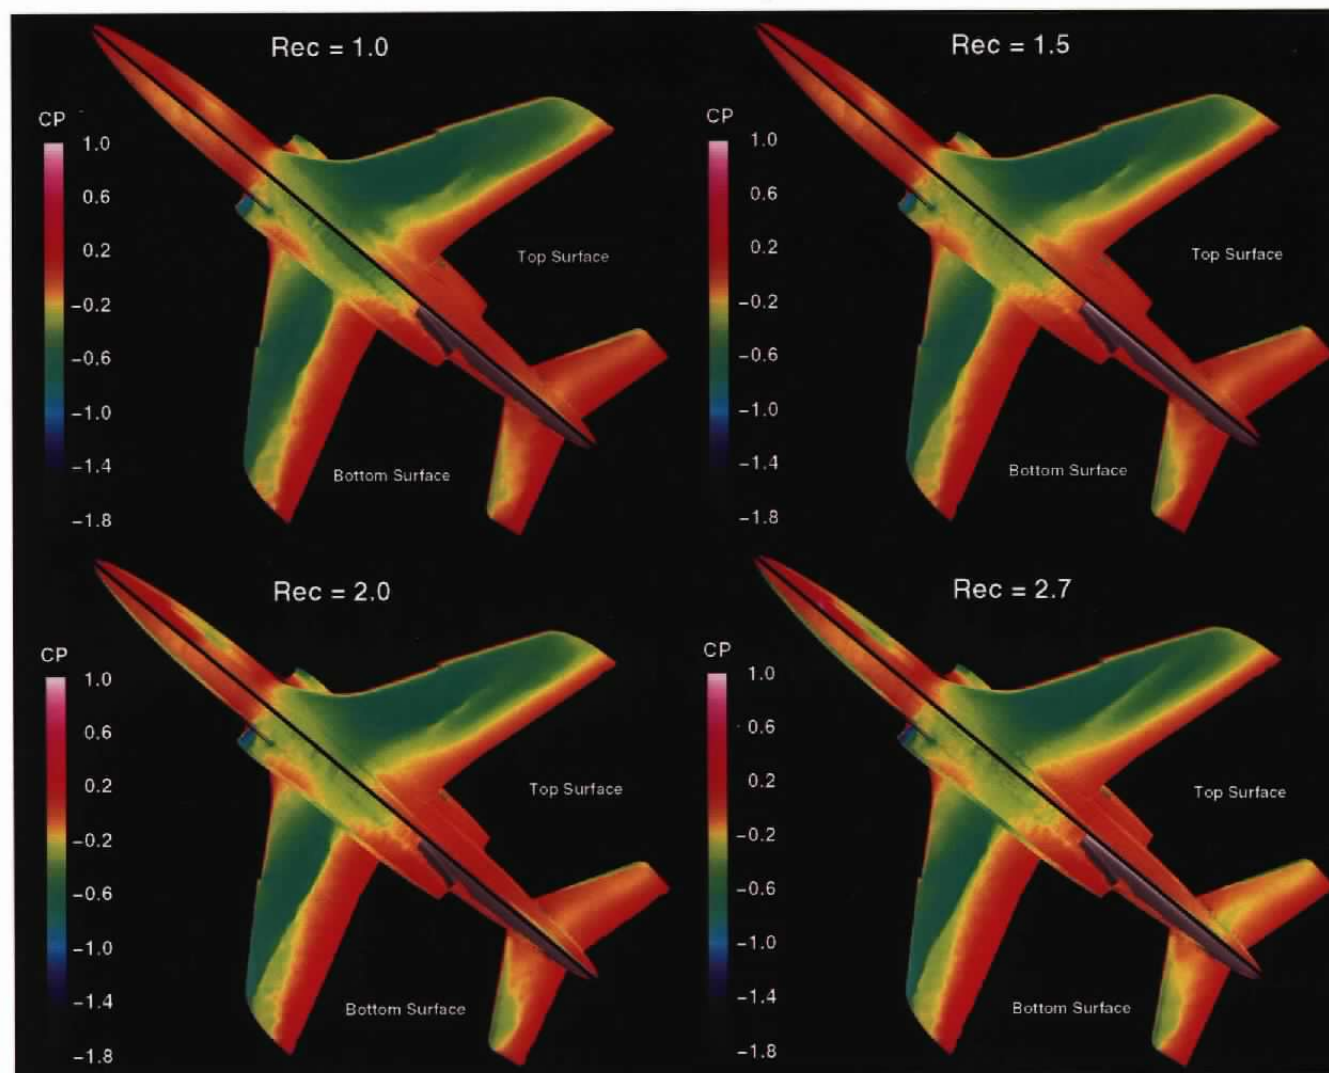 Rec = 1.0
CP
1.0
0.6
0.2
−0.2
−0.6
−1.0
−1.4
−1.8
Top Surface
Bottom Surface
Rec = 1.5
CP
1.0
0.6
0.2
−0.2
−0.6
−1.0
−1.4
−1.8
Top Surface
Bottom Surface
Rec = 2.0
CP
1.0
0.6
0.2
−0.2
−0.6
−1.0
−1.4
−1.8
Top Surface
Bottom Surface
Rec = 2.7
CP
1.0
0.6
0.2
−0.2
−0.6
−1.0
−1.4
−1.8
Top Surface
Bottom Surface